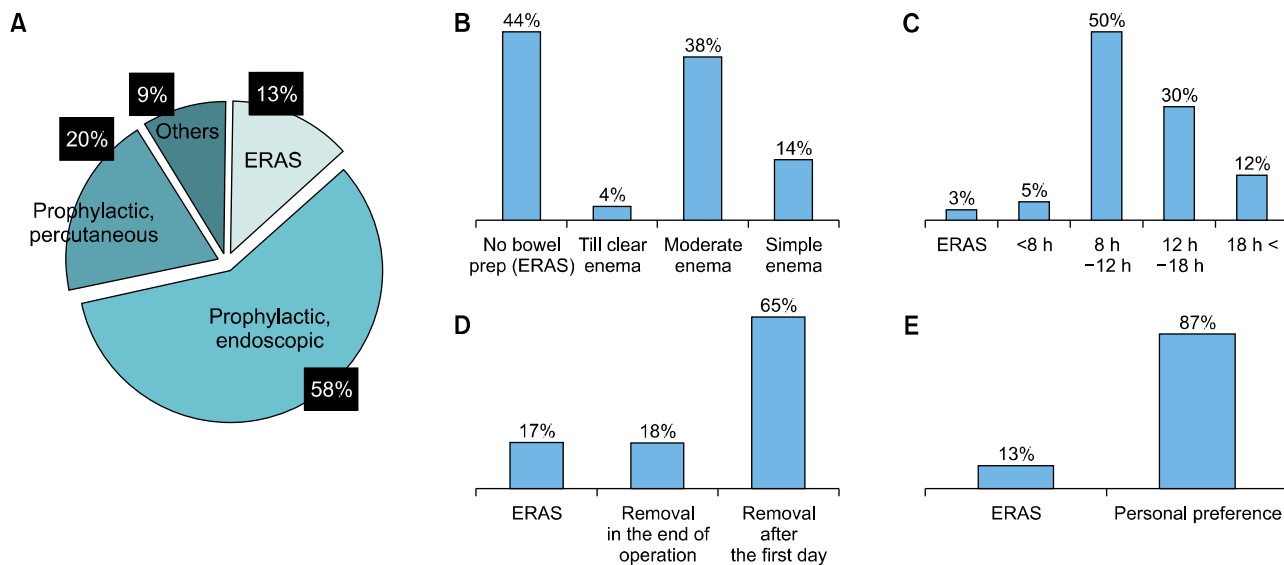 A
9%
13%
20%
Others
ERAS
Prophylactic,
percutaneous
Prophylactic,
endoscopic
58%
B
44%
4%
38%
14%
No bowel
prep (ERAS)
Till clear
enema
Moderate
enema
Simple
enema
C
3%
5%
50%
30%
12%
ERAS
<8 h
8 h
−12 h
12 h
−18 h
18 h <
D
17%
18%
65%
ERAS
Removal
in the end of
operation
Removal
after
the first day
E
13%
87%
ERAS
Personal preference